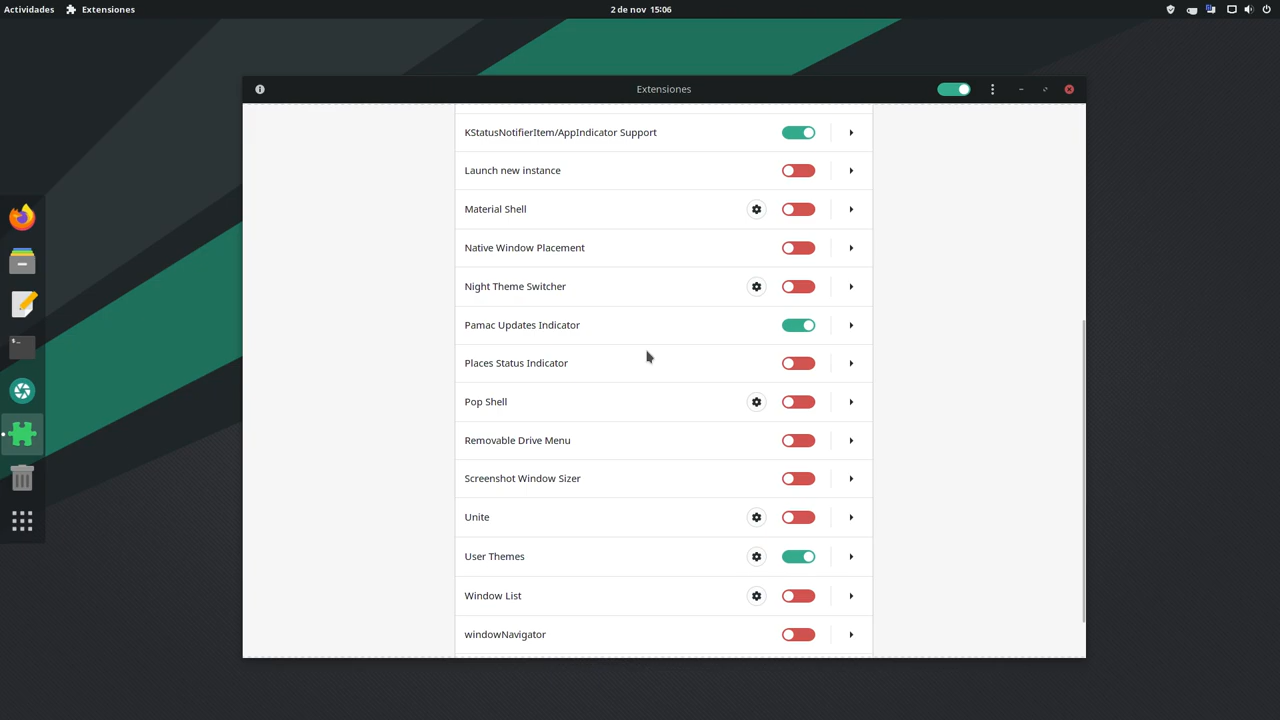 Actividades
Extensiones
2 de nov 15:06
Extensiones
KStatusNotifierItem/AppIndicator Support
Launch new instance
Material Shell
Native Window Placement
Night Theme Switcher
Pamac Updates Indicator
Places Status Indicator
Pop Shell
Removable Drive Menu
Screenshot Window Sizer
Unite
User Themes
Window List
windowNavigator